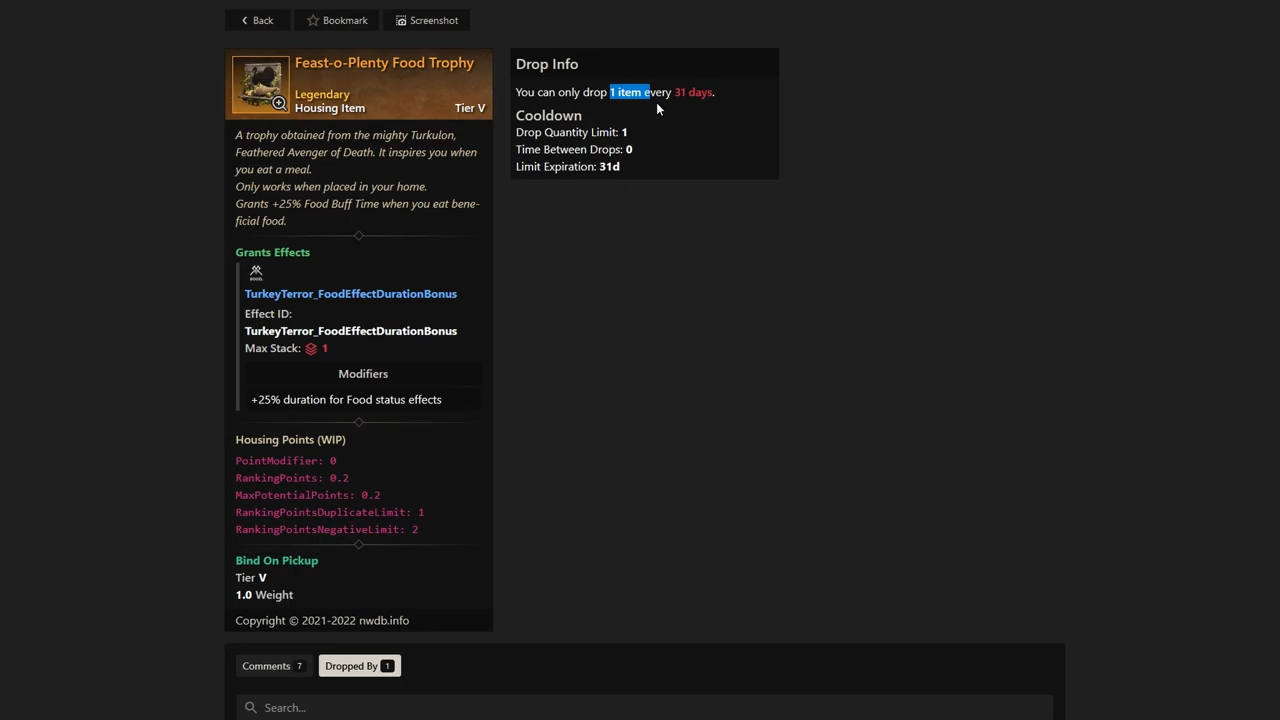 Back
Bookmark
Screenshot
Feast-o-Plenty Food Trophy
Legendary
Housing Item
Tier V
A trophy obtained from the mighty Turkulon,
Feathered Avenger of Death. It inspires you when
you eat a meal.
Only works when placed in your home.
Grants +25% Food Buff Time when you eat bene-
ficial food.
Grants Effects
TurkeyTerror_FoodEffectDurationBonus
Effect ID:
TurkeyTerror_FoodEffectDurationBonus
Max Stack: 1
Modifiers
+25% duration for Food status effects
Housing Points (WIP)
PointModifier: 0
RankingPoints: 0.2
MaxPotentialPoints: 0.2
RankingPointsDuplicateLimit: 1
RankingPointsNegativeLimit: 2
Bind On Pickup
Tier V
1.0 Weight
Copyright © 2021-2022 nwdb.info
Drop Info
You can only drop 1 item every 31 days.
Cooldown
Drop Quantity Limit: 1
Time Between Drops: 0
Limit Expiration: 31d
Comments 7
Dropped By 1
Search...